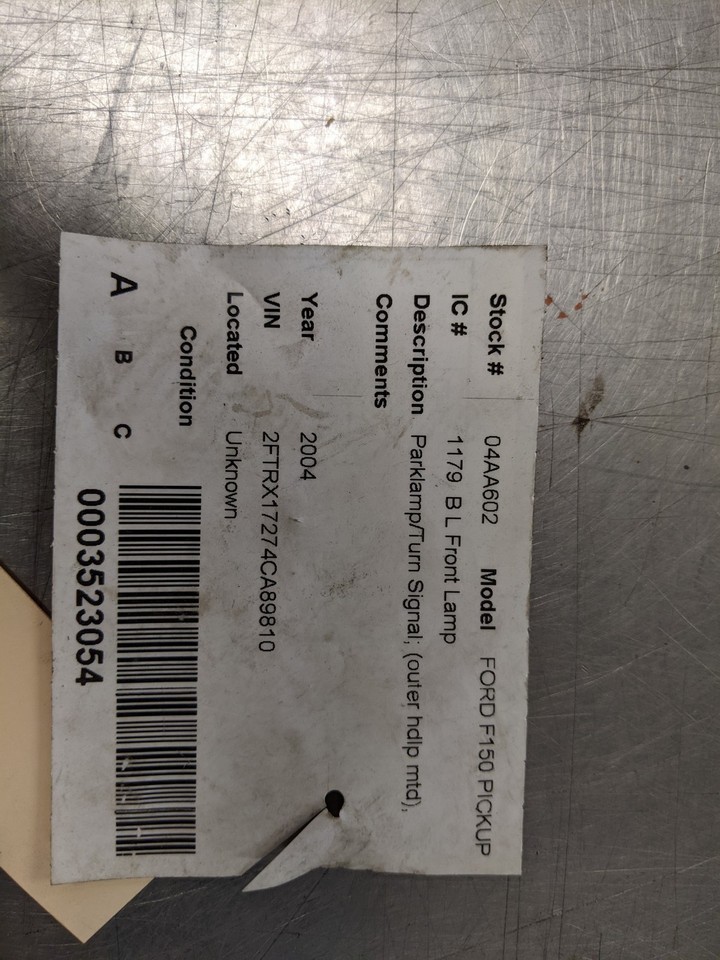 Stock # 04AA602 Model FORD F150 PICKUP
IC # 1179 B L Front Lamp
Description Parklamp/Turn Signal; (outer hdlp mtd),
Comments
Year 2004
VIN 2FTRX17274CA89810
Located Unknown
Condition
A B C
0003523054